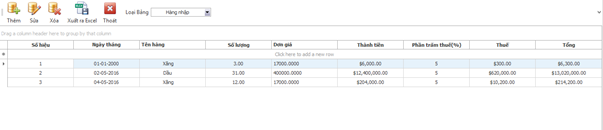 Thêm Sửa Xóa Xuất ra Excel Thoát Loại Bảng : Hàng nhập
Drag a column header here to group by that column
Số hiệu Ngày tháng Tên hàng Số lượng Đơn giá Thành tiền Phần trăm thuế(%) Thuế Tổng
Click here to add a new row
1 01-01-2000 Xăng 3.00 17000.0000 $6,000.00 5 $300.00 $6,300.00
2 02-05-2016 Dầu 31.00 400000.0000 $12,400,000.00 5 $620,000.00 $13,020,000.00
3 04-05-2016 Xăng 12.00 17000.0000 $204,000.00 5 $10,200.00 $214,200.00